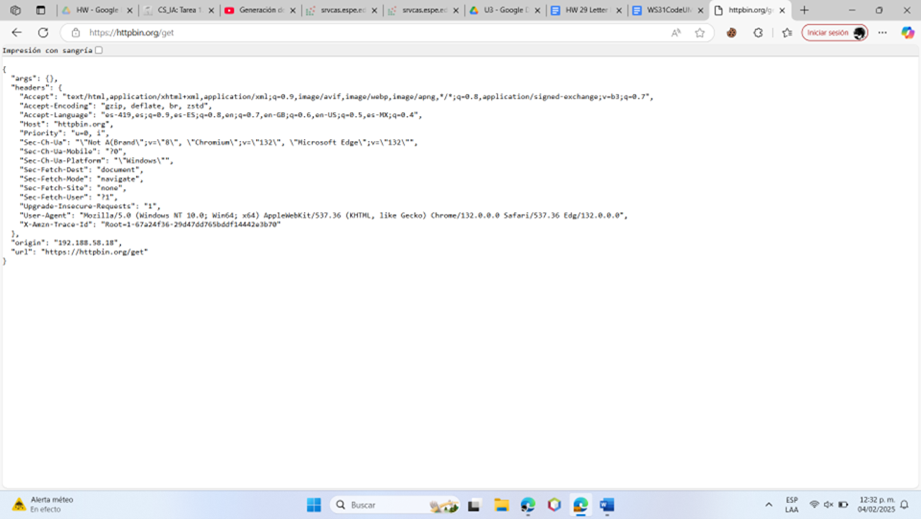 HW - Google
CS_IA: Tarea
Generación d
srvcas.espe.e
srvcas.espe.e
U3 - Google D
HW 29 Letter
WS31CodeU
httpbin.org/g
https://httpbin.org/get
Iniciar sesión
Impresión con sangría
{
"args": {},
"headers": {
"Accept": "text/html,application/xhtml+xml,application/xml;q=0.9,image/avif,image/webp,image/apng,*/*;q=0.8,application/signed-exchange;v=b3;q=0.7",
"Accept-Encoding": "gzip, deflate, br, zstd",
"Accept-Language": "es-419,es;q=0.9,es-ES;q=0.8,en;q=0.7,en-GB;q=0.6,en-US;q=0.5,es-MX;q=0.4",
"Host": "httpbin.org",
"Priority": "u=0, i",
"Sec-Ch-Ua": "\"Not A(Brand\";v=\"8\", \"Chromium\";v=\"132\", \"Microsoft Edge\";v=\"132\"",
"Sec-Ch-Ua-Mobile": "?0",
"Sec-Ch-Ua-Platform": "\"Windows\"",
"Sec-Fetch-Dest": "document",
"Sec-Fetch-Mode": "navigate",
"Sec-Fetch-Site": "none",
"Sec-Fetch-User": "?1",
"Upgrade-Insecure-Requests": "1",
"User-Agent": "Mozilla/5.0 (Windows NT 10.0; Win64; x64) AppleWebKit/537.36 (KHTML, like Gecko) Chrome/132.0.0.0 Safari/537.36 Edg/132.0.0.0",
"X-Amzn-Trace-Id": "Root=1-67a24f36-29d47dd765bddf14442e3b70"
},
"origin": "192.188.58.18",
"url": "https://httpbin.org/get"
}
Alerta méteo
En efecto
Buscar
ESP
LAA
12:32 p. m.
04/02/2025